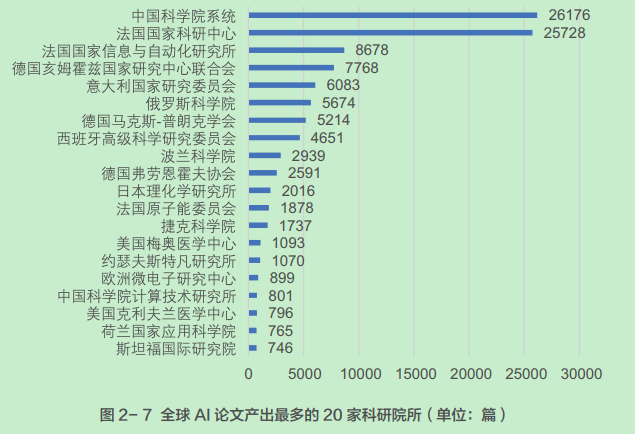 中国科学院系统 26176
法国国家科研中心 25728
法国国家信息与自动化研究所 8678
德国亥姆霍兹国家研究中心联合会 7768
意大利国家研究委员会 6083
俄罗斯科学院 5674
德国马克斯-普朗克学会 5214
西班牙高级科学研究委员会 4651
波兰科学院 2939
德国弗劳恩霍夫协会 2591
日本理化学研究所 2016
法国原子能委员会 1878
捷克科学院 1737
美国梅奥医学中心 1093
约瑟夫斯特凡研究所 1070
欧洲微电子研究中心 899
中国科学院计算技术研究所 801
美国克利夫兰医学中心 796
荷兰国家应用科学院 765
斯坦福国际研究院 746
0 5000 10000 15000 20000 25000 30000
图 2- 7 全球 AI 论文产出最多的 20 家科研院所（单位：篇）